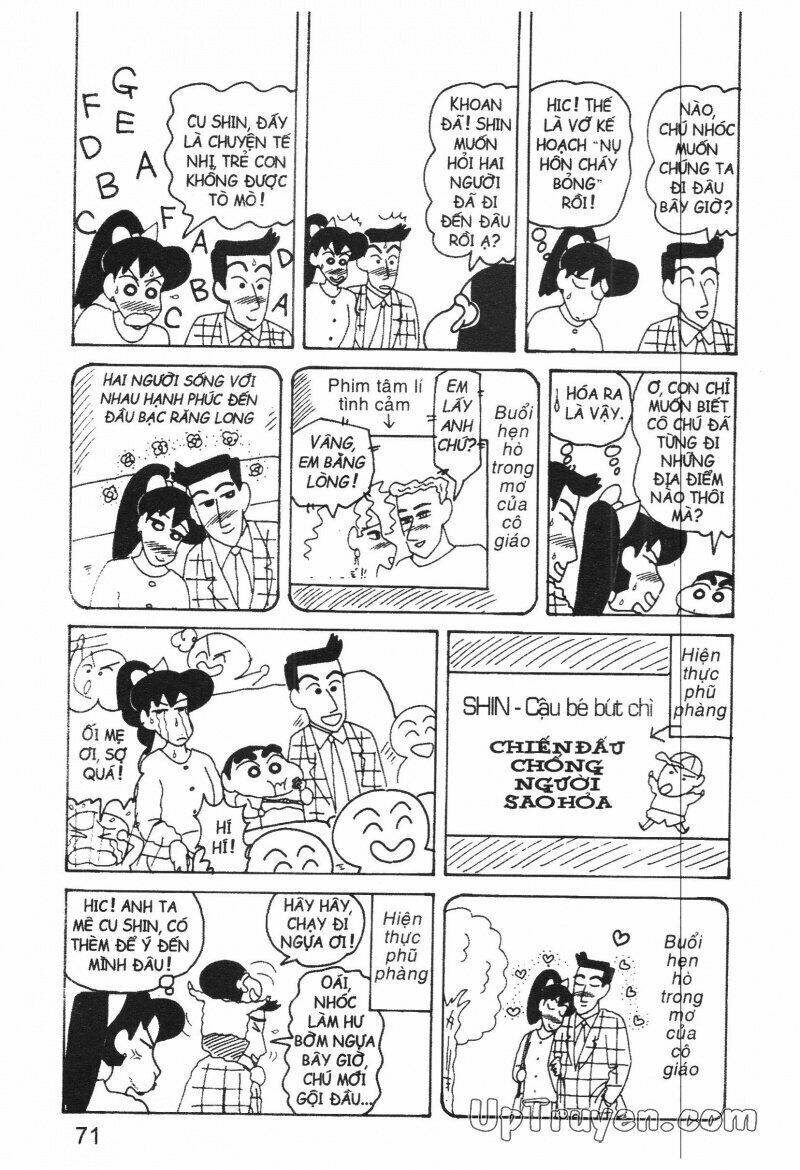 NÀO,
CHÚ NHÓC
MUỐN
CHÚNG TA
ĐI ĐÂU
BÂY GIỜ?
HIC! THẾ
LÀ VỠ KẾ
HOẠCH "NỤ
HÔN CHÁY
BỎNG"
RỒI!
KHOAN
ĐÃ! SHIN
MUỐN
HỎI HAI
NGƯỜI
ĐÃ ĐI
ĐẾN ĐÂU
RỒI Ạ?
CU SHIN, ĐẤY
LÀ CHUYỆN TẾ
NHỊ, TRẺ CON
KHÔNG ĐƯỢC
TÒ MÒ!
G
F
E
D
A
B
C
F
A
D
B
C
A
Ơ, CON CHỈ
MUỐN BIẾT
CÔ CHÚ ĐÃ
TỪNG ĐI
NHỮNG
ĐỊA ĐIỂM
NÀO THÔI
MÀ?
HÓA RA
LÀ VẬY.
Buổi
hẹn
hò
trong
mơ
của
cô
giáo
Phim tâm lí
tình cảm
EM
LẤY
ANH
CHỨ?
VÂNG,
EM BẰNG
LÒNG!
HAI NGƯỜI SỐNG VỚI
NHAU HẠNH PHÚC ĐẾN
ĐẦU BẠC RĂNG LONG
Hiện
thực
phũ
phàng
SHIN - Cậu bé bút chì
CHIẾN ĐẤU
CHỐNG
NGƯỜI
SAO HỎA
ỐI MẸ
ƠI, SỢ
QUÁ!
HÍ
HÍ!
Buổi
hẹn
hò
trong
mơ
của
cô
giáo
Hiện
thực
phũ
phàng
HÂY HÂY,
CHẠY ĐI
NGỰA ƠI!
OÁI,
NHÓC
LÀM HƯ
BỜM NGỰA
BÂY GIỜ,
CHÚ MỚI
GỘI ĐẦU...
HIC! ANH TA
MÊ CU SHIN, CÓ
THÈM ĐỂ Ý ĐẾN
MÌNH ĐÂU!
71
UpTruyen.com